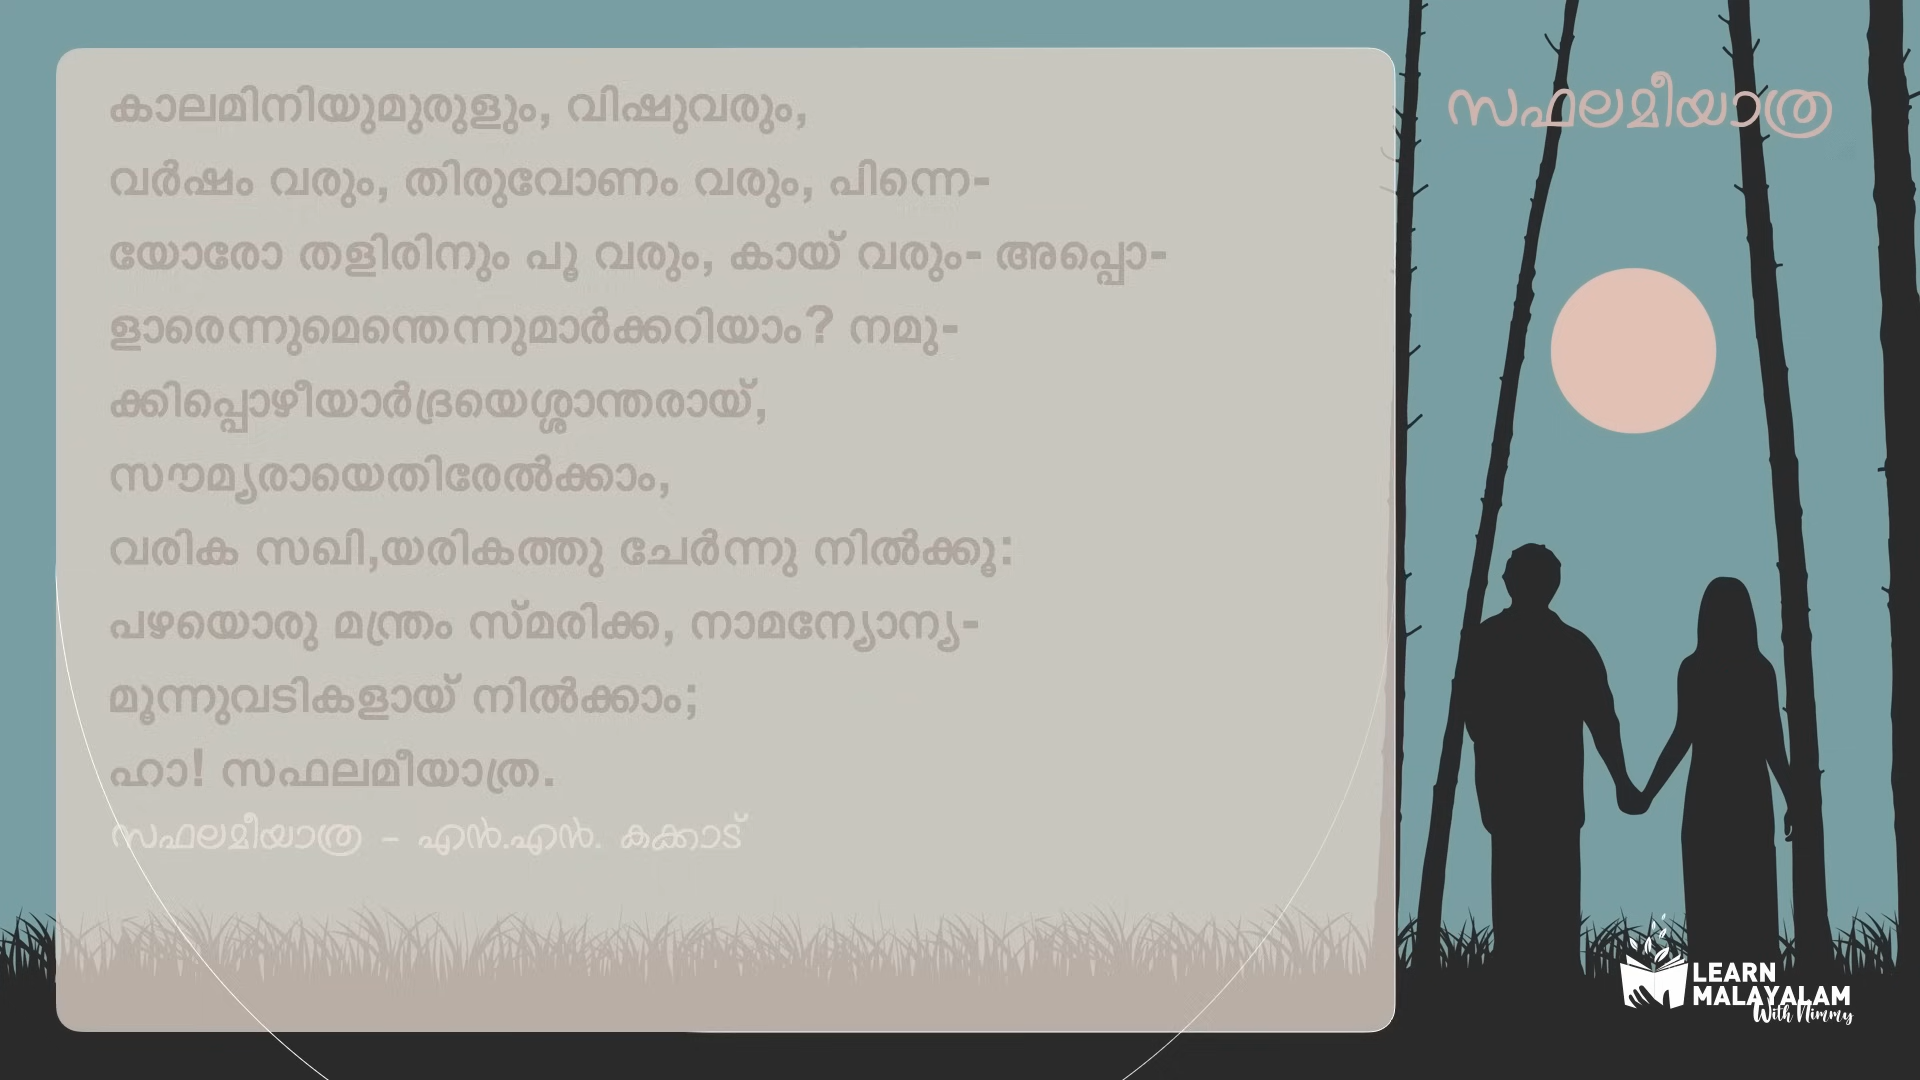 കാലമിനിയുമുരുളും, വിഷുവരും,
വർഷം വരും, തിരുവോണം വരും, പിന്നെ-
യോരോ തളിരിനും പൂ വരും, കായ് വരും- അപ്പൊ-
ളാരെന്നുമെന്തെന്നുമാർക്കറിയാം? നമു-
ക്കിപ്പൊഴീയാർദ്രയെശ്ശാന്തരായ്,
സൗമ്യരായെതിരേൽക്കാം,
വരിക സഖി,യരികത്തു ചേർന്നു നിൽക്കൂ:
പഴയൊരു മന്ത്രം സ്മരിക്ക, നാമന്യോന്യ-
മൂന്നുവടികളായ് നിൽക്കാം;
ഹാ! സഫലമീയാത്ര.
സഫലമീയാത്ര - എൻ.എൻ. കക്കാട്
സഫലമീയാത്ര
LEARN
MALAYALAM
With Nimmy